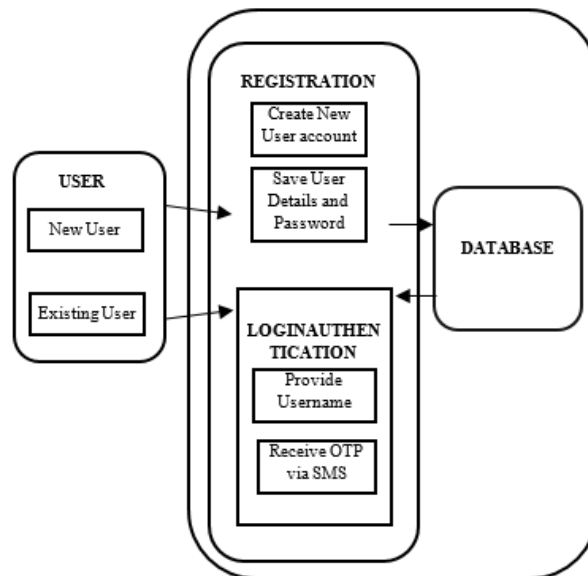 USER
New User
Existing User
REGISTRATION
Create New
User account
Save User
Details and
Password
LOGINAUTHEN
TICATION
Provide
Username
Receive OTP
via SMS
DATABASE